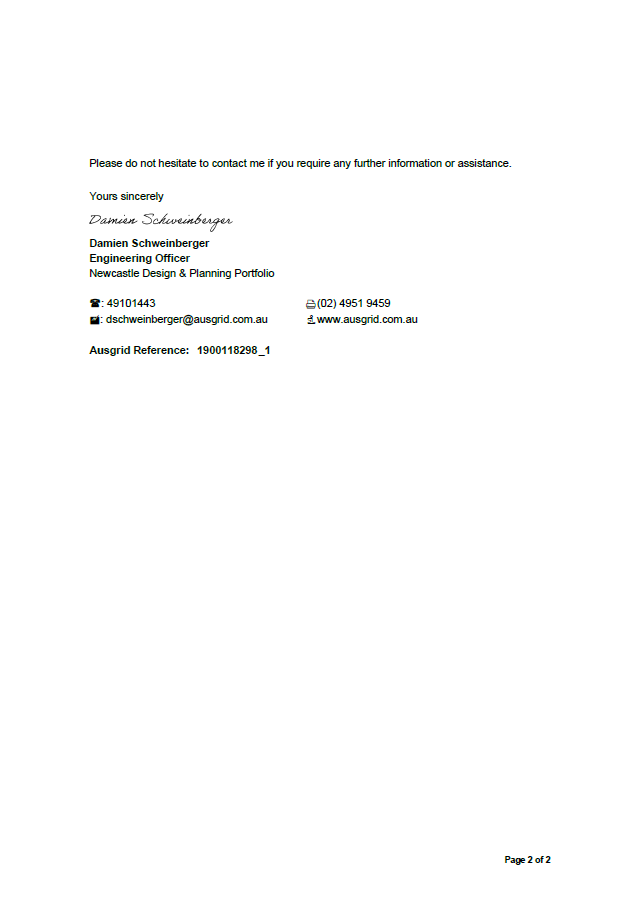 Please do not hesitate to contact me if you require any further information or assistance.
Yours sincerely
Damien Schweinberger
Damien Schweinberger
Engineering Officer
Newcastle Design & Planning Portfolio
☎: 49101443 (02) 4951 9459
: dschweinberger@ausgrid.com.au www.ausgrid.com.au
Ausgrid Reference: 1900118298_1
Page 2 of 2